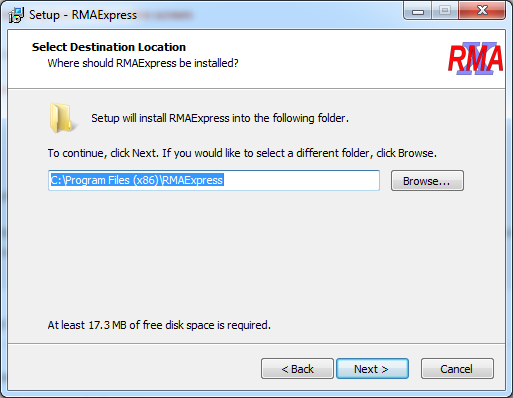 Setup - RMAExpress
Select Destination Location
Where should RMAExpress be installed?
RMA
Setup will install RMAExpress into the following folder.
To continue, click Next. If you would like to select a different folder, click Browse.
C:\Program Files (x86)\RMAExpress
Browse...
At least 17.3 MB of free disk space is required.
< Back
Next >
Cancel